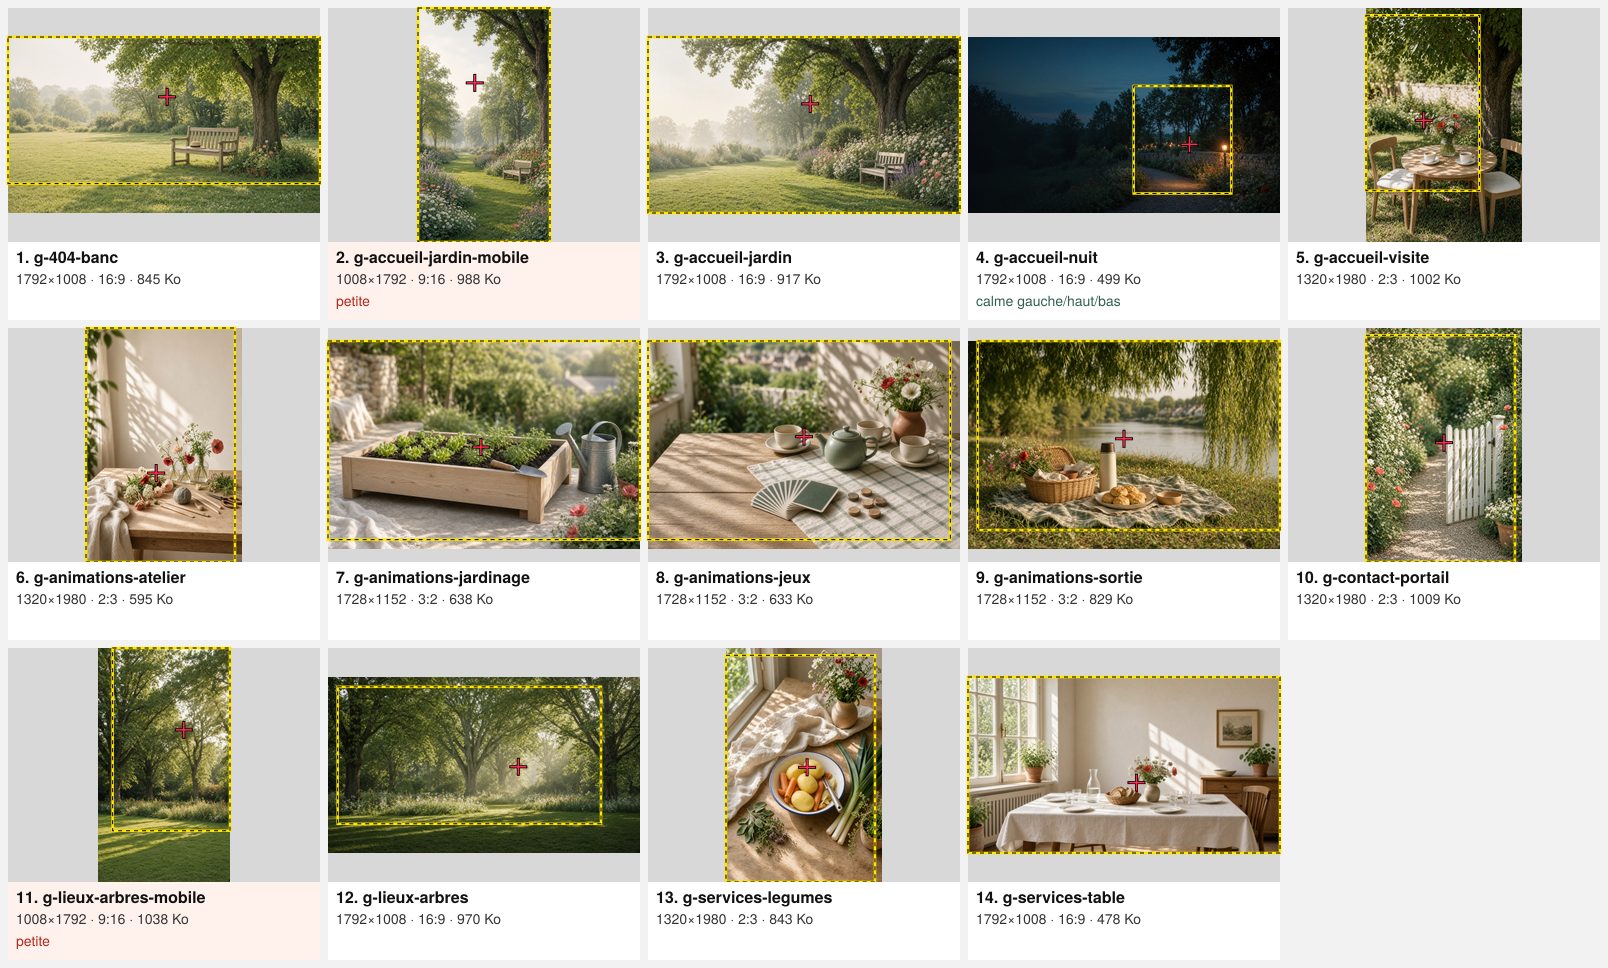 1. g-404-banc
1792×1008 · 16:9 · 845 Ko
2. g-accueil-jardin-mobile
1008×1792 · 9:16 · 988 Ko
petite
3. g-accueil-jardin
1792×1008 · 16:9 · 917 Ko
4. g-accueil-nuit
1792×1008 · 16:9 · 499 Ko
calme gauche/haut/bas
5. g-accueil-visite
1320×1980 · 2:3 · 1002 Ko
6. g-animations-atelier
1320×1980 · 2:3 · 595 Ko
7. g-animations-jardinage
1728×1152 · 3:2 · 638 Ko
8. g-animations-jeux
1728×1152 · 3:2 · 633 Ko
9. g-animations-sortie
1728×1152 · 3:2 · 829 Ko
10. g-contact-portail
1320×1980 · 2:3 · 1009 Ko
11. g-lieux-arbres-mobile
1008×1792 · 9:16 · 1038 Ko
petite
12. g-lieux-arbres
1792×1008 · 16:9 · 970 Ko
13. g-services-legumes
1320×1980 · 2:3 · 843 Ko
14. g-services-table
1792×1008 · 16:9 · 478 Ko